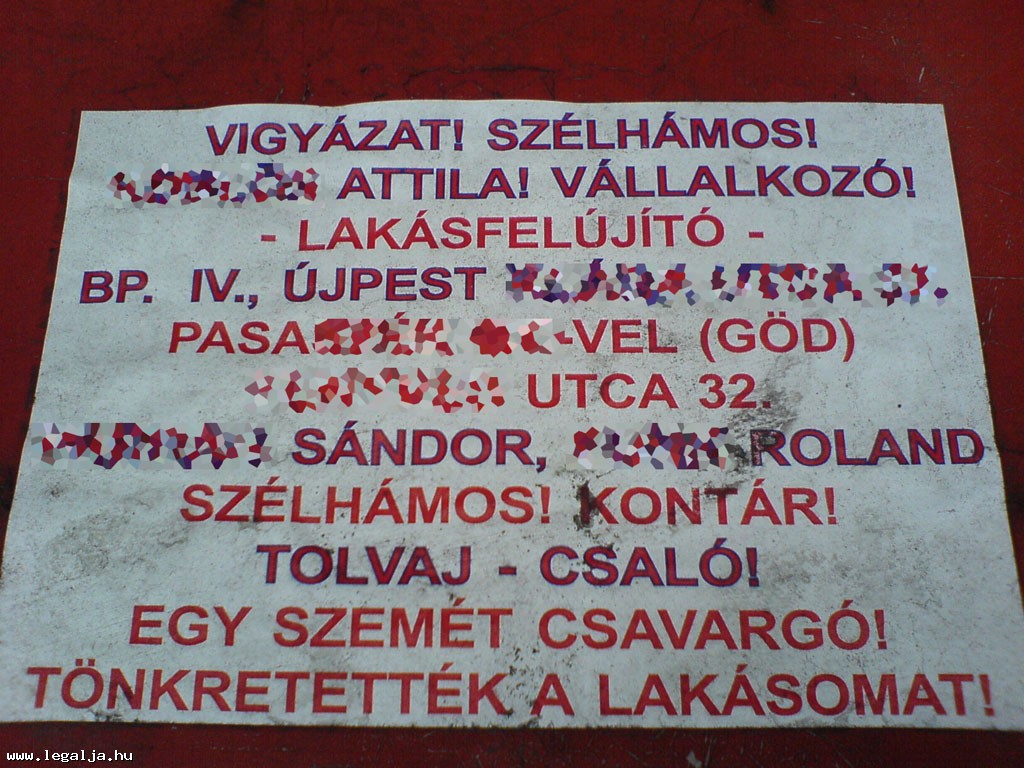 VIGYÁZAT! SZÉLHÁMOS!
ATTILA! VÁLLALKOZÓ!
- LAKÁSFELÚJÍTÓ -
BP. IV., ÚJPEST
-VEL (GÖD)
UTCA 32.
SÁNDOR, ROLAND
SZÉLHÁMOS! KONTÁR!
TOLVAJ - CSALÓ!
EGY SZEMÉT CSAVARGÓ!
TÖNKRETETTÉK A LAKÁSOMAT!
www.legalja.hu